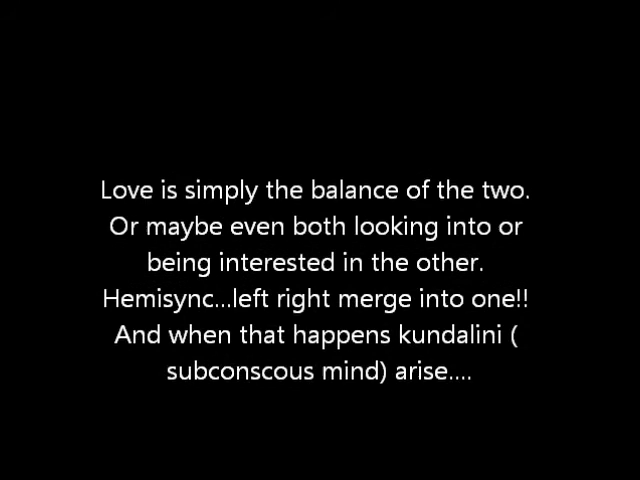 Love is simply the balance of the two.
Or maybe even both looking into or
being interested in the other.
Hemisync...left right merge into one!!
And when that happens kundalini (
subconscous mind) arise....